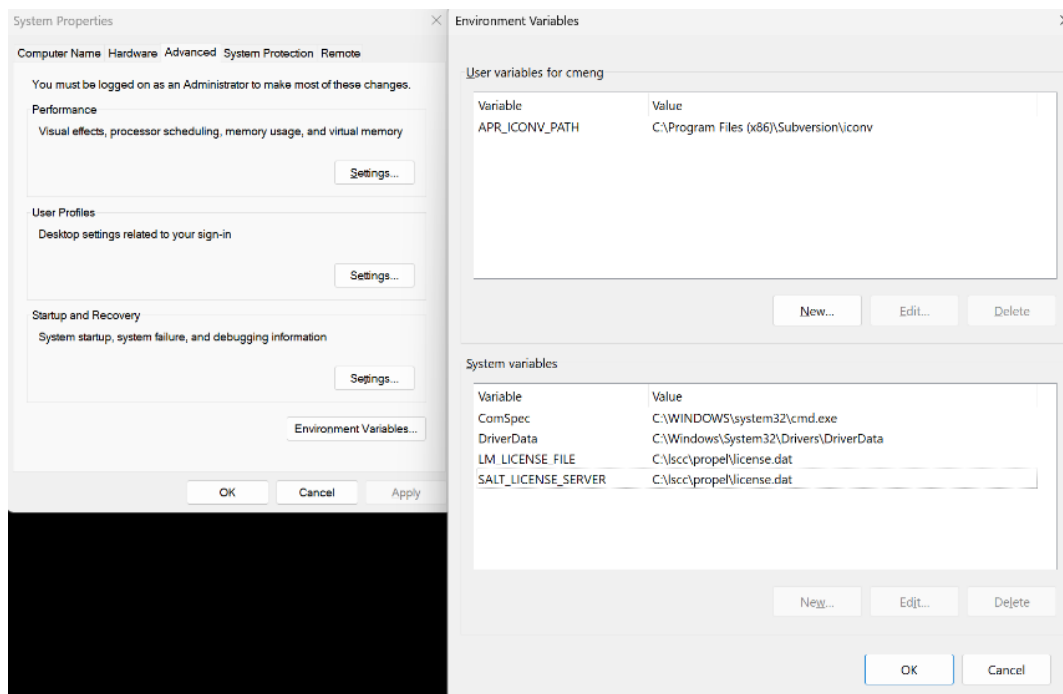 System Properties
Computer Name Hardware Advanced System Protection Remote
You must be logged on as an Administrator to make most of these changes.
Performance
Visual effects, processor scheduling, memory usage, and virtual memory
Settings...
User Profiles
Desktop settings related to your sign-in
Settings...
Startup and Recovery
System startup, system failure, and debugging information
Settings...
Environment Variables...
OK Cancel Apply
Environment Variables
User variables for cmeng
Variable Value
APR_ICONV_PATH C:\Program Files (x86)\Subversion\iconv
New... Edit... Delete
System variables
Variable Value
ComSpec C:\WINDOWS\system32\cmd.exe
DriverData C:\Windows\System32\Drivers\DriverData
LM_LICENSE_FILE C:\lscc\propel\license.dat
SALT_LICENSE_SERVER C:\lscc\propel\license.dat
New... Edit... Delete
OK Cancel